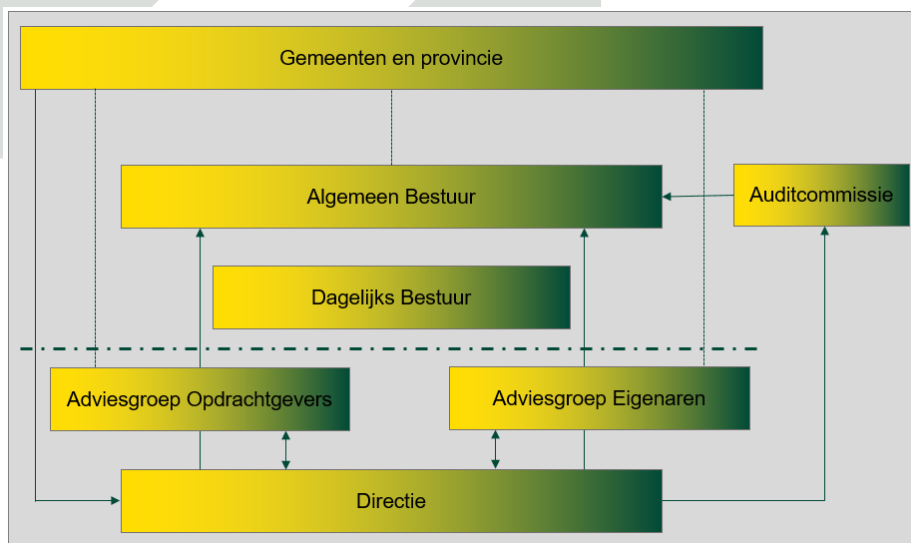 Gemeenten en provincie
Algemeen Bestuur
Auditcommissie
Dagelijks Bestuur
Adviesgroep Opdrachtgevers
Adviesgroep Eigenaren
Directie